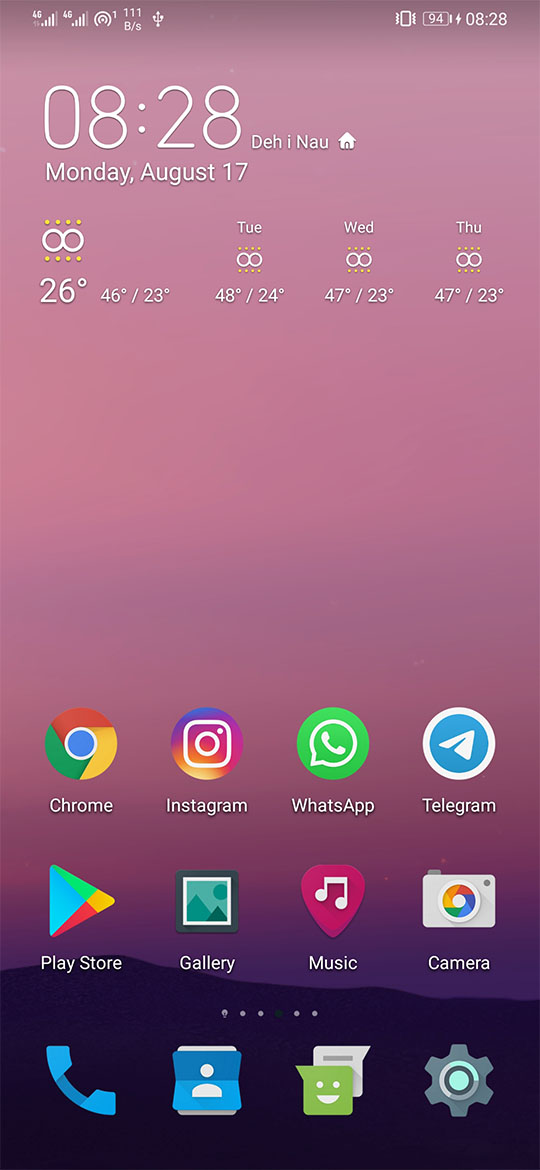 4G 4G 1 111 B/s 94 08:28
08:28 Deh i Nau
Monday, August 17
Tue Wed Thu
26° 46° / 23° 48° / 24° 47° / 23° 47° / 23°
Chrome Instagram WhatsApp Telegram
Play Store Gallery Music Camera